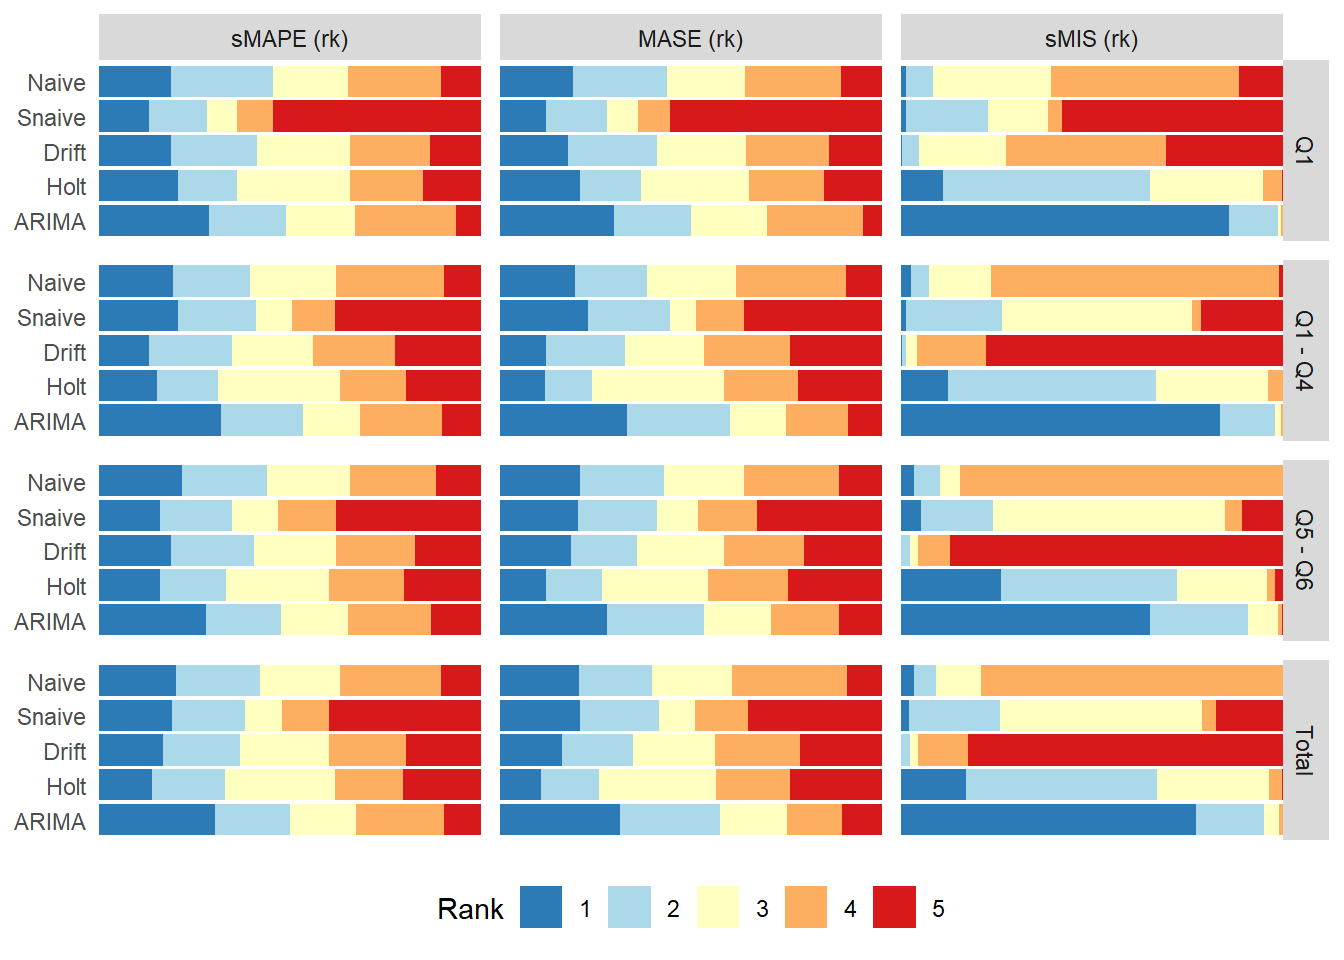 sMAPE (rk) MASE (rk) sMIS (rk)
Naive
Snaive
Drift
Holt
ARIMA
Q1
Naive
Snaive
Drift
Holt
ARIMA
Q1 - Q4
Naive
Snaive
Drift
Holt
ARIMA
Q5 - Q6
Naive
Snaive
Drift
Holt
ARIMA
Total
Rank 1 2 3 4 5